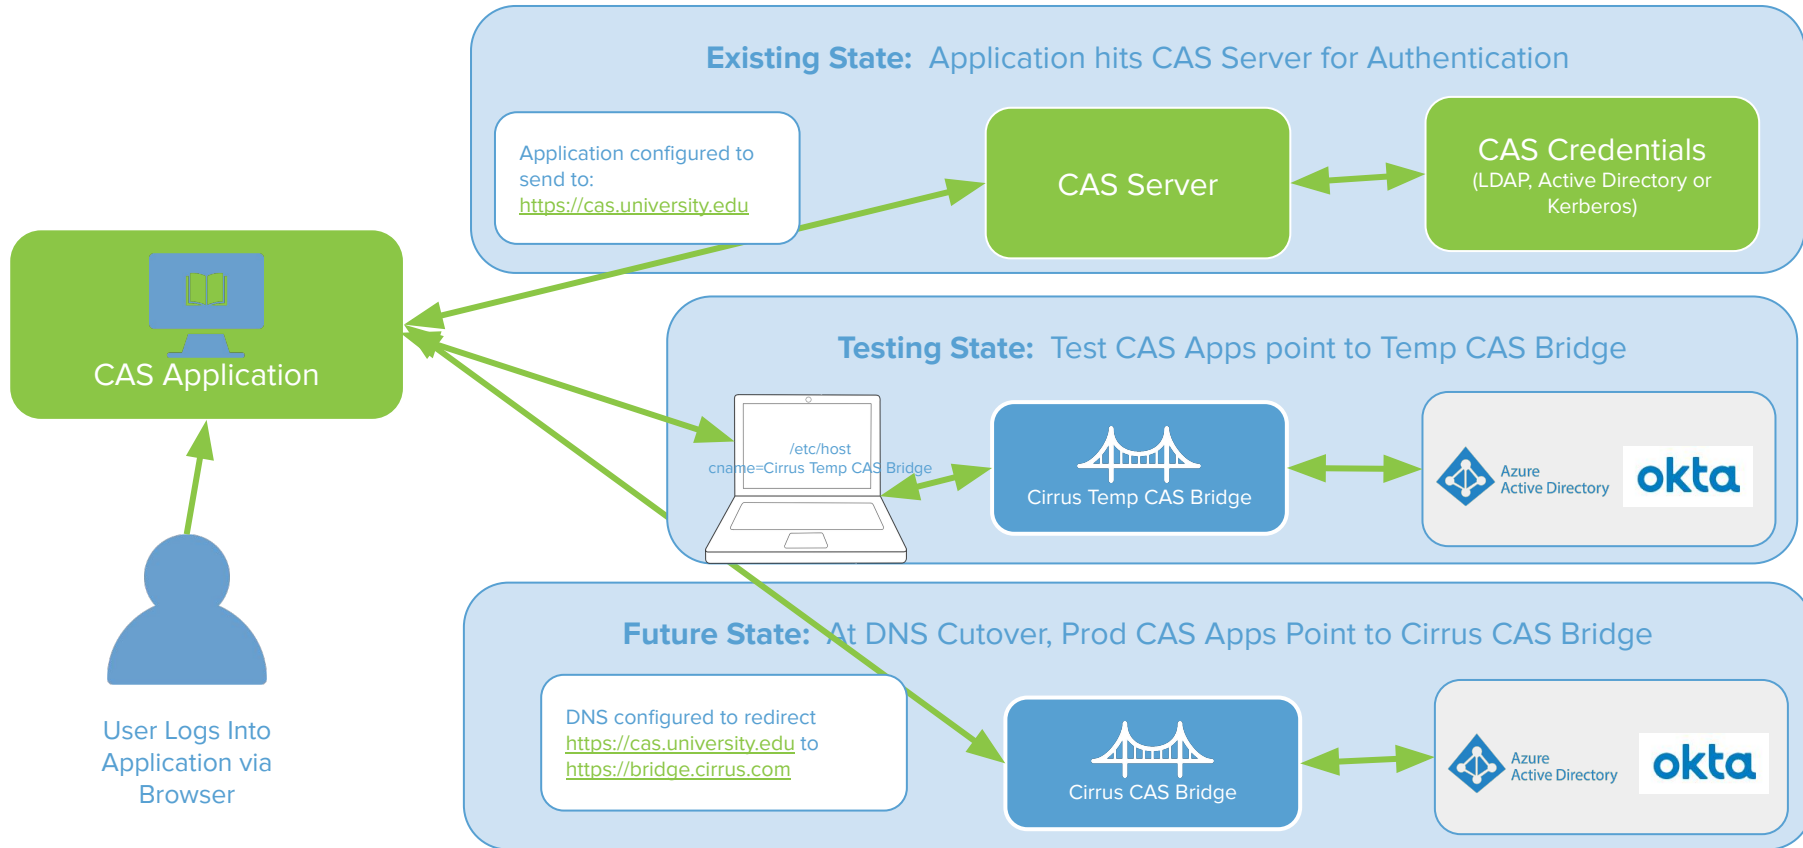 Existing State: Application hits CAS Server for Authentication
Application configured to
send to:
https://cas.university.edu
CAS Server
CAS Credentials
(LDAP, Active Directory or
Kerberos)
CAS Application
User Logs Into
Application via
Browser
Testing State: Test CAS Apps point to Temp CAS Bridge
/etc/host
cname=Cirrus Temp CAS Bridge
Cirrus Temp CAS Bridge
Azure
Active Directory
okta
Future State: At DNS Cutover, Prod CAS Apps Point to Cirrus CAS Bridge
DNS configured to redirect
https://cas.university.edu to
https://bridge.cirrus.com
Cirrus CAS Bridge
Azure
Active Directory
okta